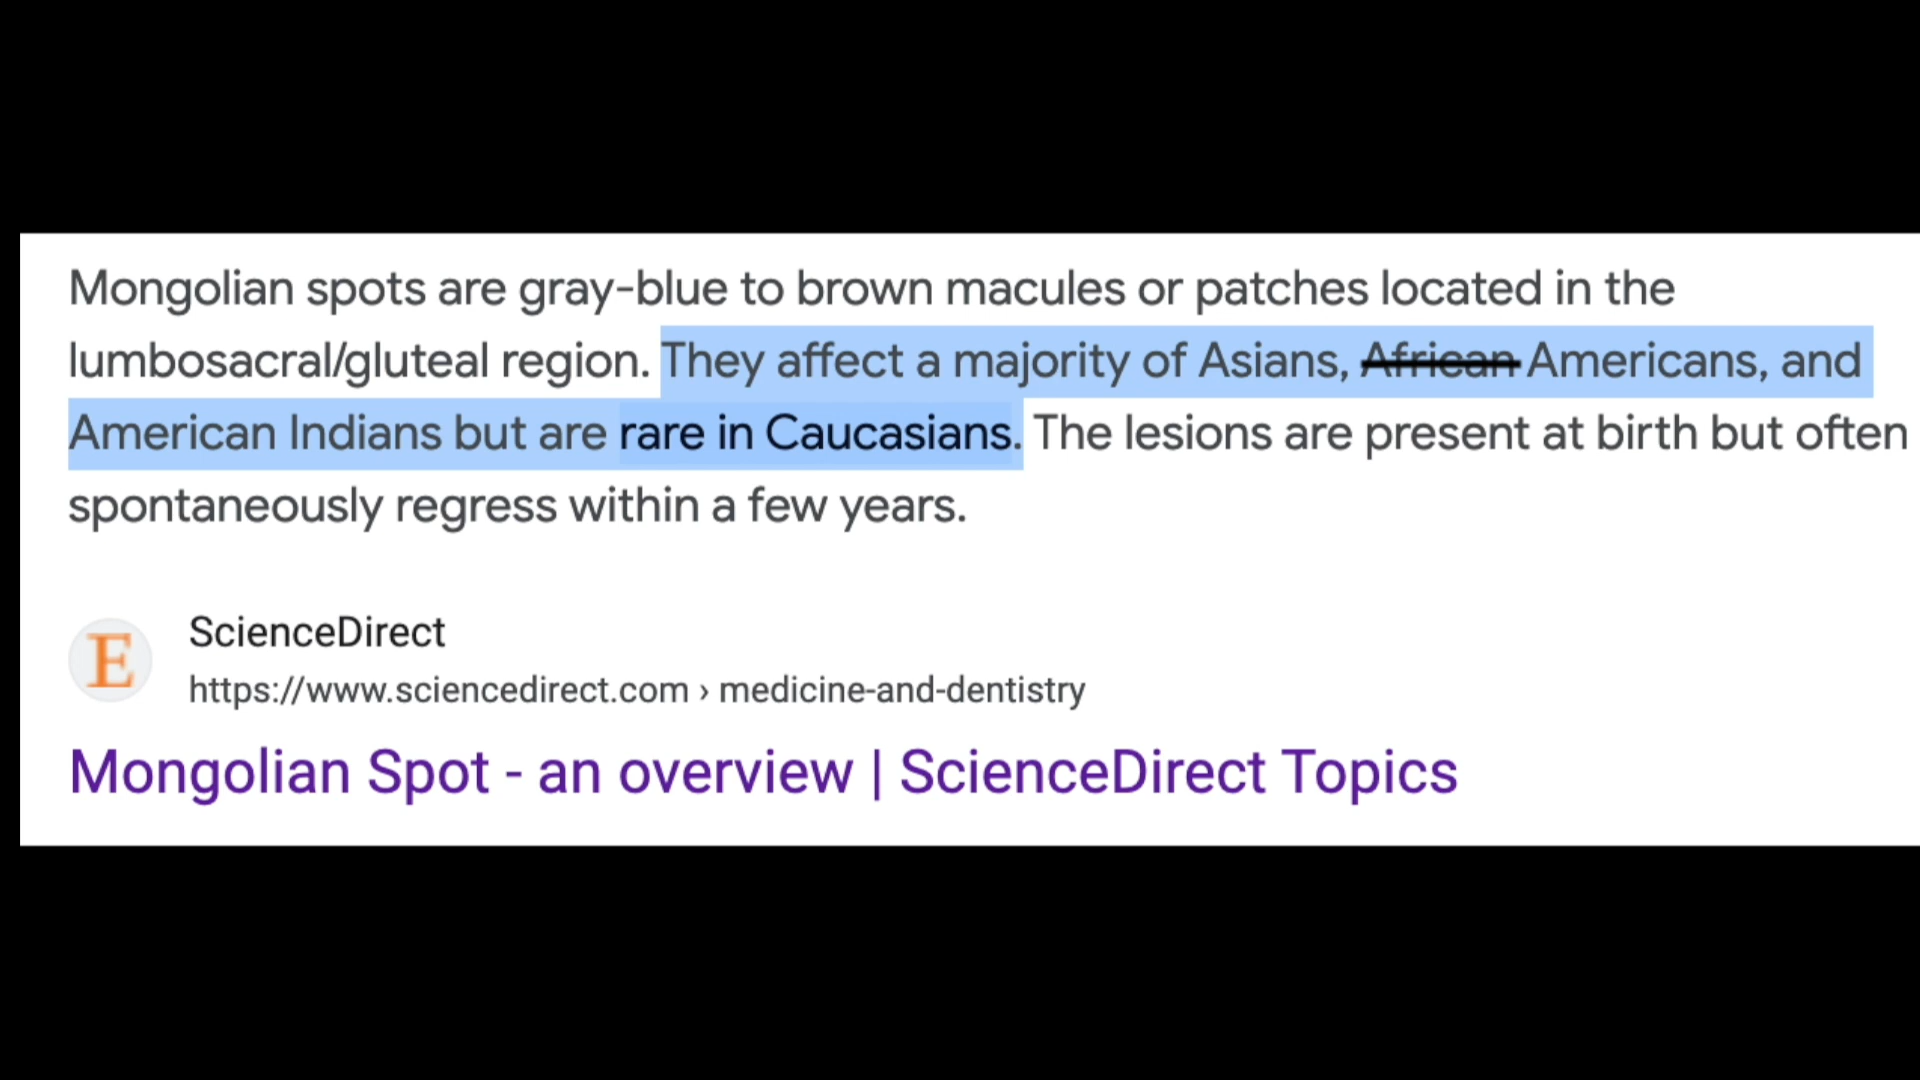 Mongolian spots are gray-blue to brown macules or patches located in the
lumbosacral/gluteal region. They affect a majority of Asians, African Americans, and
American Indians but are rare in Caucasians. The lesions are present at birth but often
spontaneously regress within a few years.
E
ScienceDirect
https://www.sciencedirect.com › medicine-and-dentistry
Mongolian Spot - an overview | ScienceDirect Topics